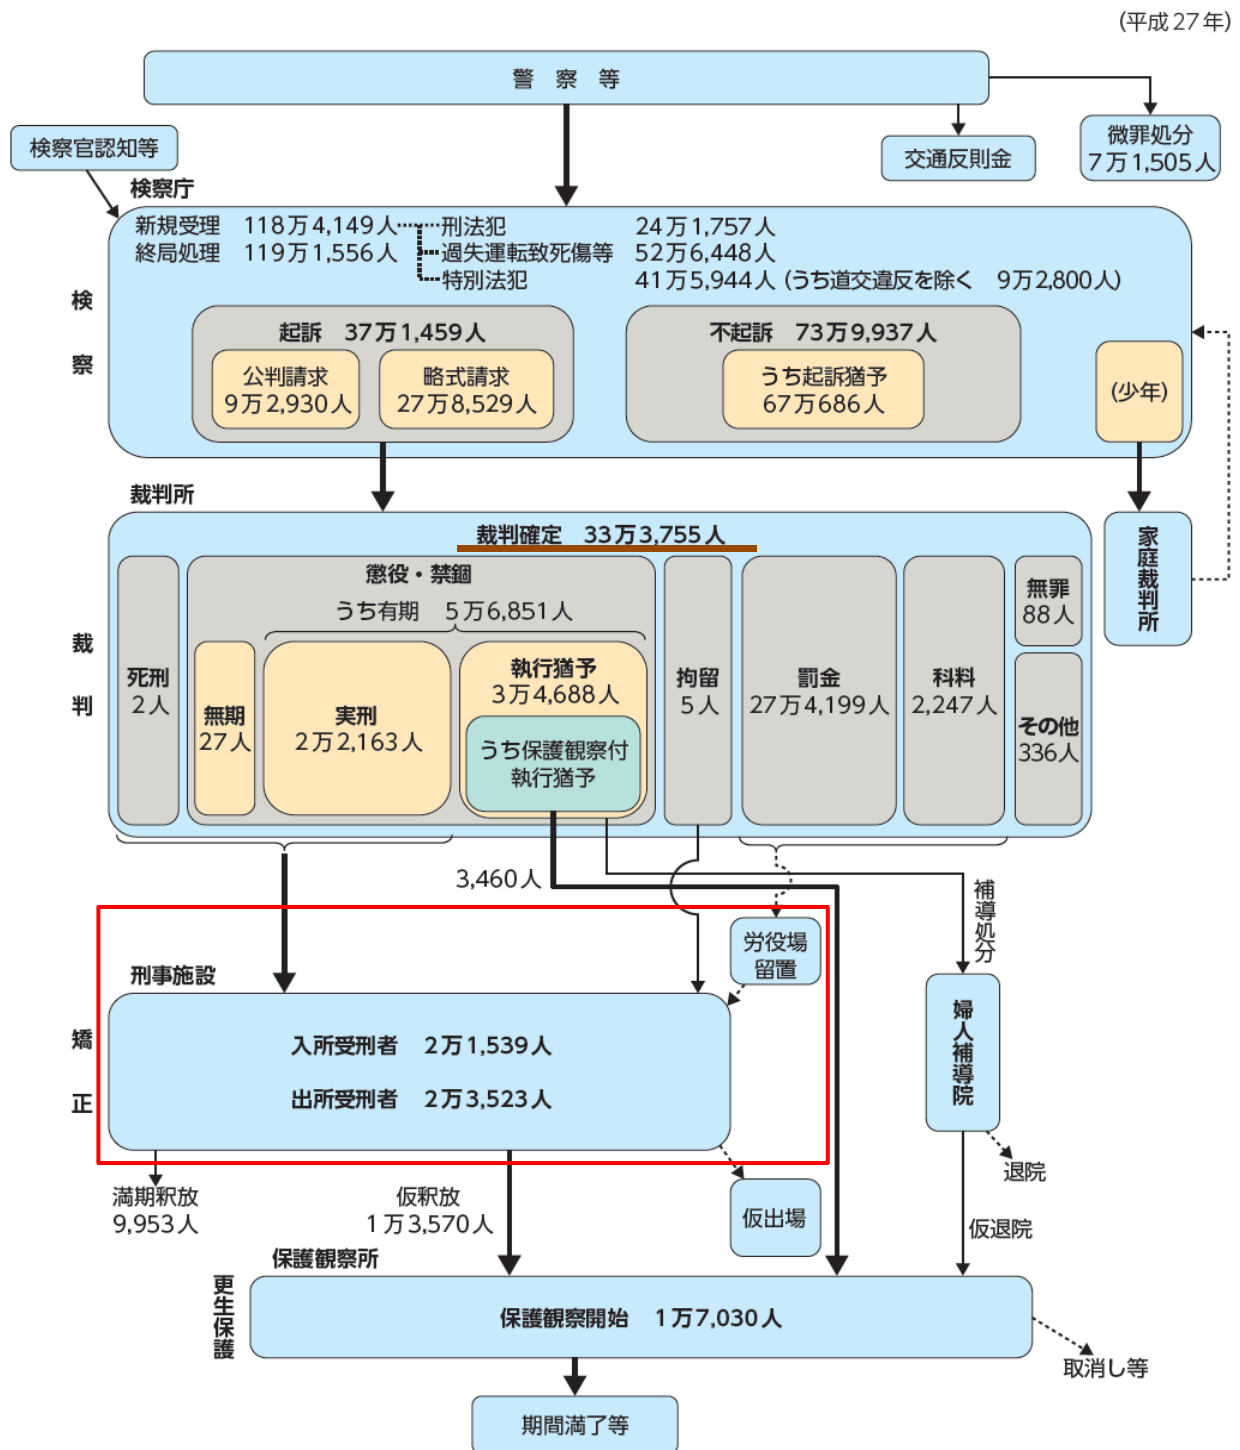 (平成27年)
警察等
検察官認知等
交通反則金
微罪処分
7万1,505人
検察庁
新規受理 118万4,149人
終局処理 119万1,556人
刑法犯 24万1,757人
過失運転致死傷等 52万6,448人
特別法犯 41万5,944人 (うち道交違反を除く 9万2,800人)
検察
起訴 37万1,459人
公判請求
9万2,930人
略式請求
27万8,529人
不起訴 73万9,937人
うち起訴猶予
67万686人
(少年)
裁判所
裁判確定 33万3,755人
家庭裁判所
裁判
死刑
2人
懲役・禁錮
うち有期 5万6,851人
無期
27人
実刑
2万2,163人
執行猶予
3万4,688人
うち保護観察付
執行猶予
拘留
5人
罰金
27万4,199人
科料
2,247人
無罪
88人
その他
336人
3,460人
補導処分
労役場
留置
刑事施設
矯正
入所受刑者 2万1,539人
出所受刑者 2万3,523人
婦人補導院
退院
満期釈放
9,953人
仮釈放
1万3,570人
仮出場
仮退院
保護観察所
更生保護
保護観察開始 1万7,030人
取消し等
期間満了等